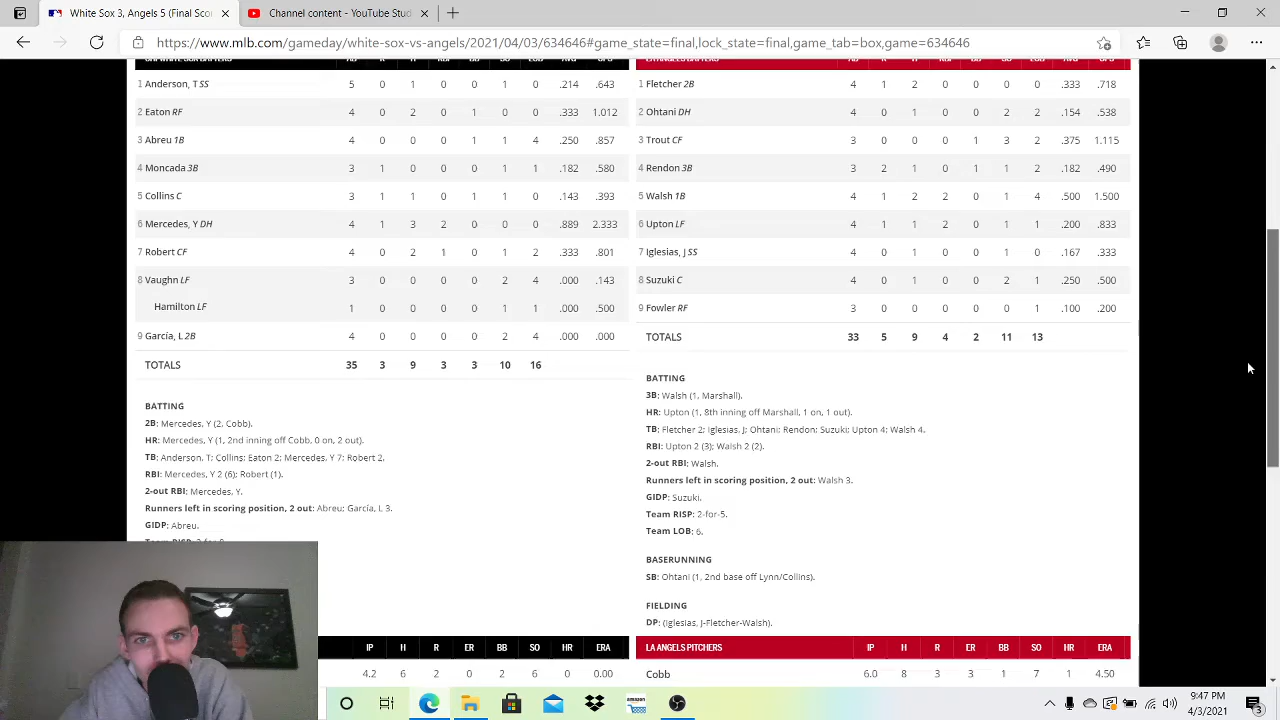 White Sox 3,
White Sox Stud
https://www.mlb.com/gameday/white-sox-vs-angels/2021/04/03/634646#game_state=final,lock_state=final,game_tab=box,game=634646
1 Anderson, T SS 5 0 1 0 0 1 0 .214 .643
2 Eaton RF 4 0 2 0 1 0 0 .333 1.012
3 Abreu 1B 4 0 0 0 1 1 4 .250 .857
4 Moncada 3B 3 1 0 0 1 1 1 .182 .580
5 Collins C 3 1 1 0 1 1 0 .143 .393
6 Mercedes, Y DH 4 1 3 2 0 0 0 .889 2.333
7 Robert CF 4 0 2 1 0 1 2 .333 .801
8 Vaughn LF 3 0 0 0 0 2 4 .000 .143
Hamilton LF 1 0 0 0 0 1 1 .000 .500
9 García, L 2B 4 0 0 0 0 2 4 .000 .000
TOTALS 35 3 9 3 3 10 16
BATTING
2B: Mercedes, Y (2, Cobb).
HR: Mercedes, Y (1, 2nd inning off Cobb, 0 on, 2 out).
TB: Anderson, T; Collins; Eaton 2; Mercedes, Y 7; Robert 2.
RBI: Mercedes, Y 2 (6); Robert (1).
2-out RBI: Mercedes, Y.
Runners left in scoring position, 2 out: Abreu; García, L 3.
GIDP: Abreu.
IP H R ER BB SO HR ERA
4.2 6 2 0 2 6 0 0.00
1 Fletcher 2B 4 1 2 0 0 0 0 .333 .718
2 Ohtani DH 4 0 1 0 0 2 2 .154 .538
3 Trout CF 3 0 0 0 1 3 2 .375 1.115
4 Rendon 3B 3 2 1 0 1 1 2 .182 .490
5 Walsh 1B 4 1 2 2 0 1 4 .500 1.500
6 Upton LF 4 1 1 2 0 1 1 .200 .833
7 Iglesias, J SS 4 0 1 0 0 1 0 .167 .333
8 Suzuki C 4 0 1 0 0 2 1 .250 .500
9 Fowler RF 3 0 0 0 0 0 1 .100 .200
TOTALS 33 5 9 4 2 11 13
BATTING
3B: Walsh (1, Marshall).
HR: Upton (1, 8th inning off Marshall, 1 on, 1 out).
TB: Fletcher 2; Iglesias, J; Ohtani; Rendon; Suzuki; Upton 4; Walsh 4.
RBI: Upton 2 (3); Walsh 2 (2).
2-out RBI: Walsh.
Runners left in scoring position, 2 out: Walsh 3.
GIDP: Suzuki.
Team RISP: 2-for-5.
Team LOB: 6.
BASERUNNING
SB: Ohtani (1, 2nd base off Lynn/Collins).
FIELDING
DP: (Iglesias, J-Fletcher-Walsh).
LA ANGELS PITCHERS IP H R ER BB SO HR ERA
Cobb 6.0 8 3 3 1 7 1 4.50
amazon
9:47 PM
4/3/2021
3